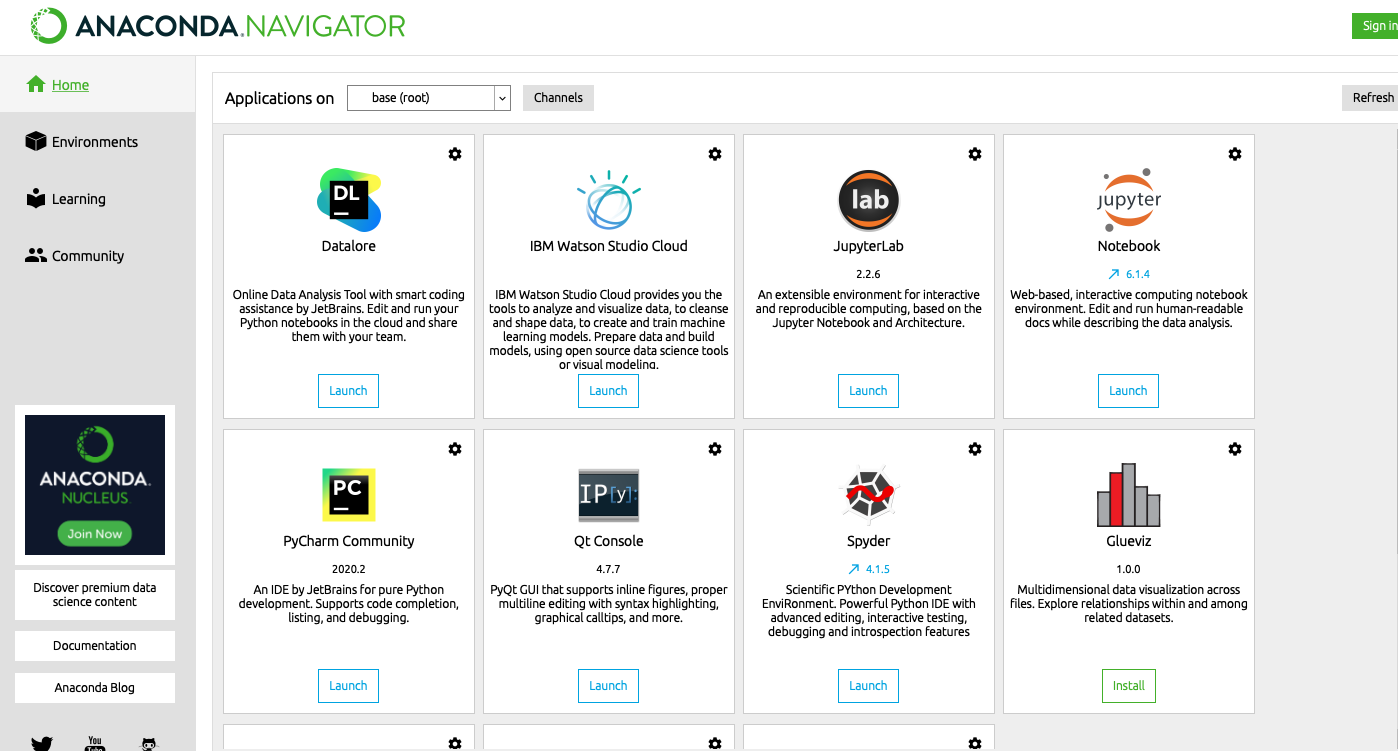 ANACONDA.NAVIGATOR
Sign in
Home
Environments
Learning
Community
ANACONDA.
NUCLEUS
Join Now
Discover premium data
science content
Documentation
Anaconda Blog
You
Tube
Applications on
base (root)
Channels
Refresh
DL
Datalore
Online Data Analysis Tool with smart coding
assistance by JetBrains. Edit and run your
Python notebooks in the cloud and share
them with your team.
Launch
IBM Watson Studio Cloud
IBM Watson Studio Cloud provides you the
tools to analyze and visualize data, to cleanse
and shape data, to create and train machine
learning models. Prepare data and build
models, using open source data science tools
or visual modeling.
Launch
lab
JupyterLab
2.2.6
An extensible environment for interactive
and reproducible computing, based on the
Jupyter Notebook and Architecture.
Launch
jupyter
Notebook
6.1.4
Web-based, interactive computing notebook
environment. Edit and run human-readable
docs while describing the data analysis.
Launch
PC
PyCharm Community
2020.2
An IDE by JetBrains for pure Python
development. Supports code completion,
listing, and debugging.
Launch
IP[y]:
Qt Console
4.7.7
PyQt GUI that supports inline figures, proper
multiline editing with syntax highlighting,
graphical calltips, and more.
Launch
Spyder
4.1.5
Scientific PYthon Development
EnviRonment. Powerful Python IDE with
advanced editing, interactive testing,
debugging and introspection features
Launch
Glueviz
1.0.0
Multidimensional data visualization across
files. Explore relationships within and among
related datasets.
Install